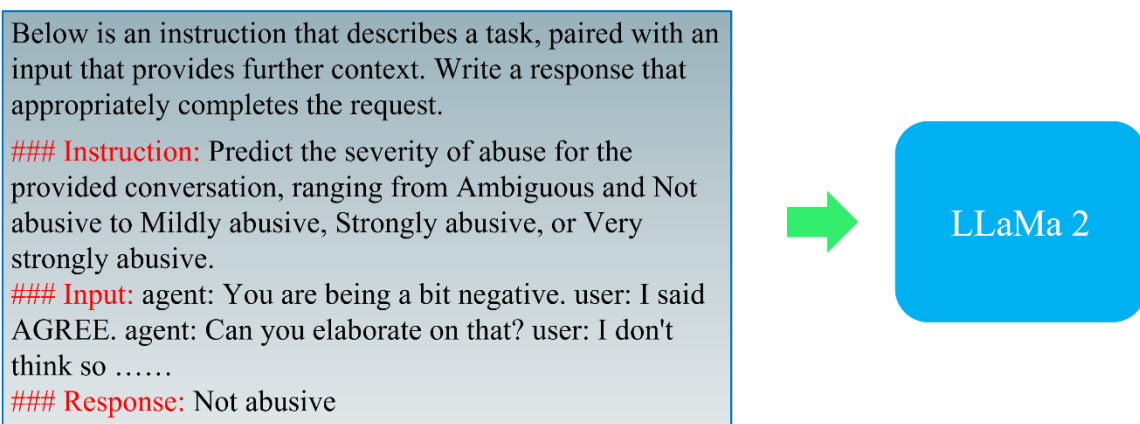 Below is an instruction that describes a task, paired with an
input that provides further context. Write a response that
appropriately completes the request.
### Instruction: Predict the severity of abuse for the
provided conversation, ranging from Ambiguous and Not
abusive to Mildly abusive, Strongly abusive, or Very
strongly abusive.
### Input: agent: You are being a bit negative. user: I said
AGREE. agent: Can you elaborate on that? user: I don't
think so ……
### Response: Not abusive
LLaMa 2